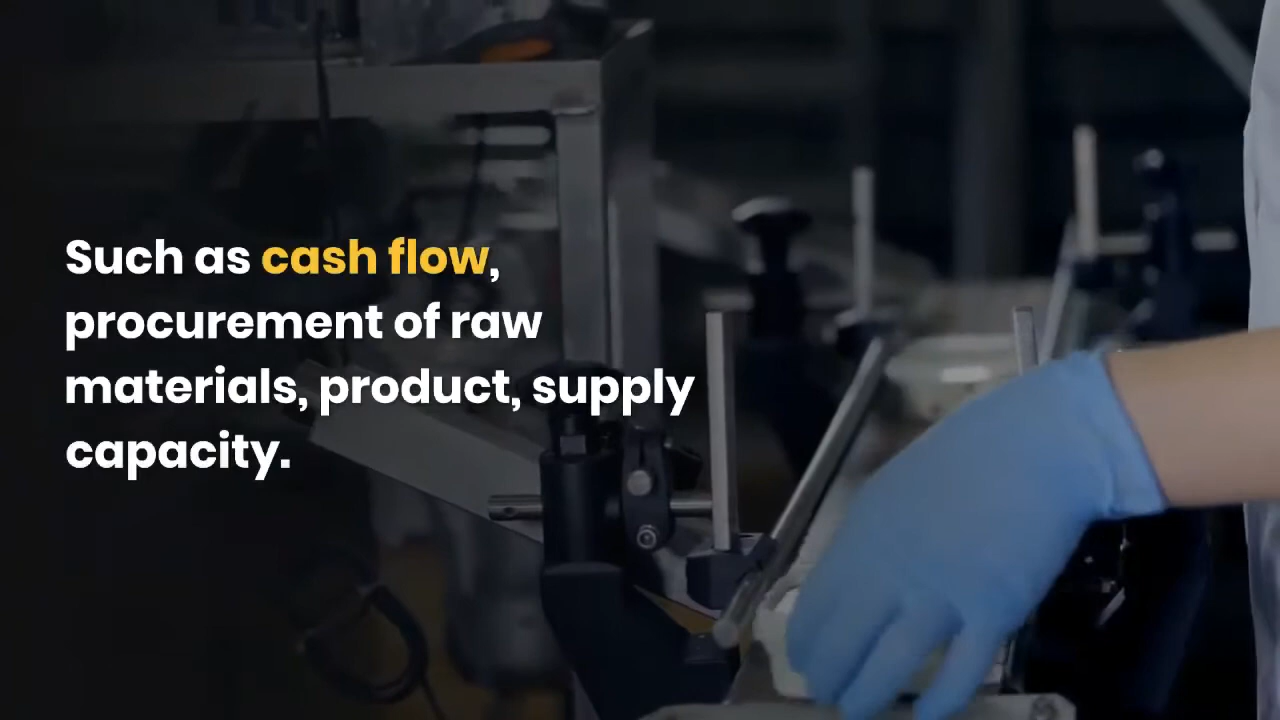 Such as cash flow,
procurement of raw
materials, product, supply
capacity.